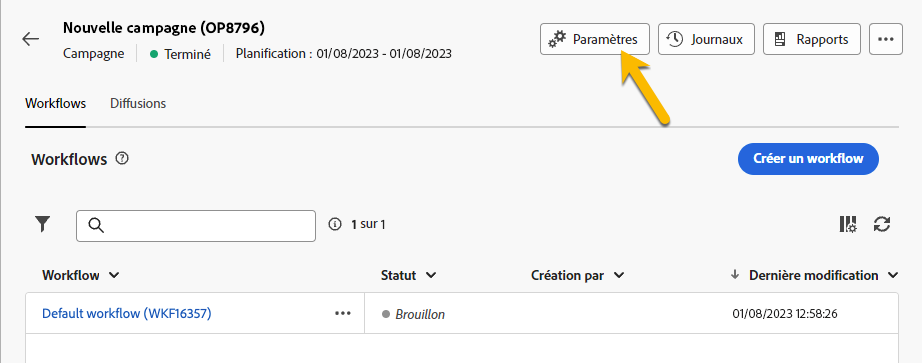 Nouvelle campagne (OP8796)
Campagne Terminé Planification : 01/08/2023 - 01/08/2023
Paramètres Journaux Rapports
Workflows Diffusions
Workflows
Créer un workflow
1 sur 1
Workflow Statut Création par Dernière modification
Default workflow (WKF16357) Brouillon 01/08/2023 12:58:26